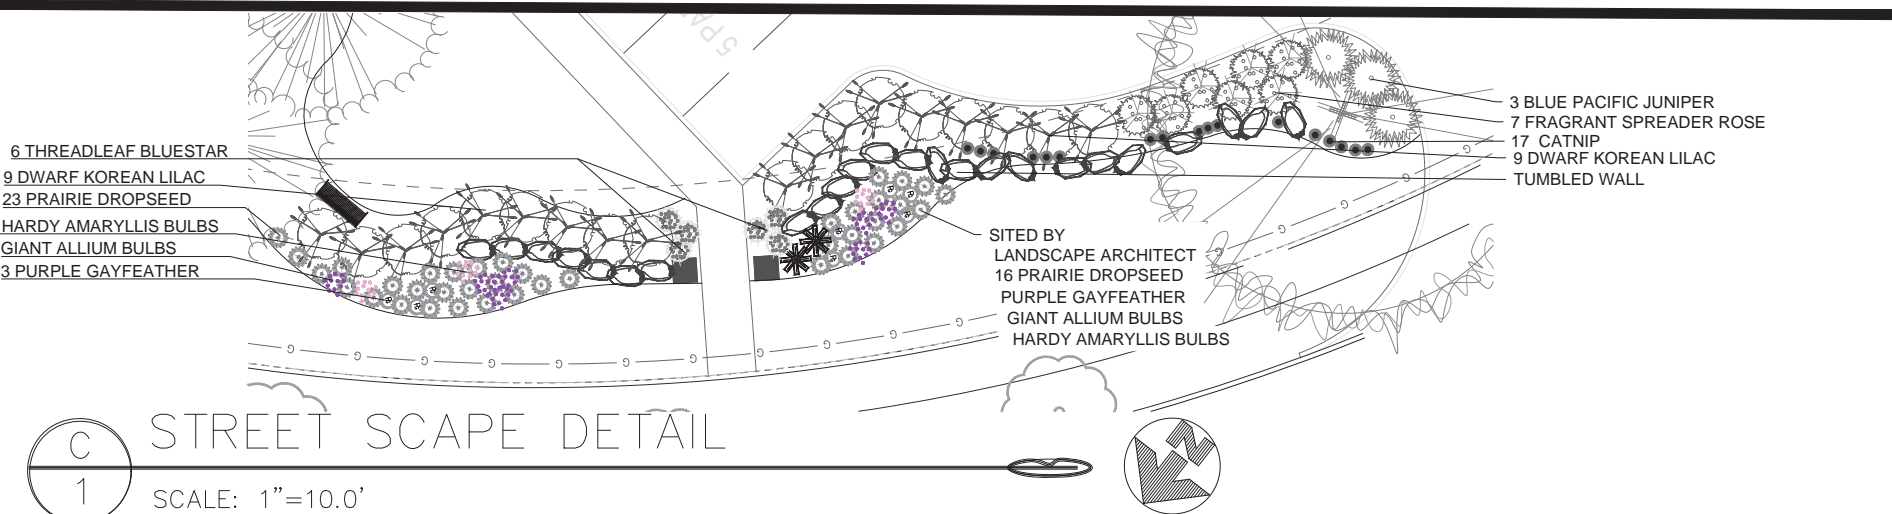 5PA
6 THREADLEAF BLUESTAR
9 DWARF KOREAN LILAC
23 PRAIRIE DROPSEED
HARDY AMARYLLIS BULBS
GIANT ALLIUM BULBS
3 PURPLE GAYFEATHER
3 BLUE PACIFIC JUNIPER
7 FRAGRANT SPREADER ROSE
17 CATNIP
9 DWARF KOREAN LILAC
TUMBLED WALL
SITED BY
LANDSCAPE ARCHITECT
16 PRAIRIE DROPSEED
PURPLE GAYFEATHER
GIANT ALLIUM BULBS
HARDY AMARYLLIS BULBS
G G G G G G G G G G G G G G G
C
1
STREET SCAPE DETAIL
SCALE: 1"=10.0'
N